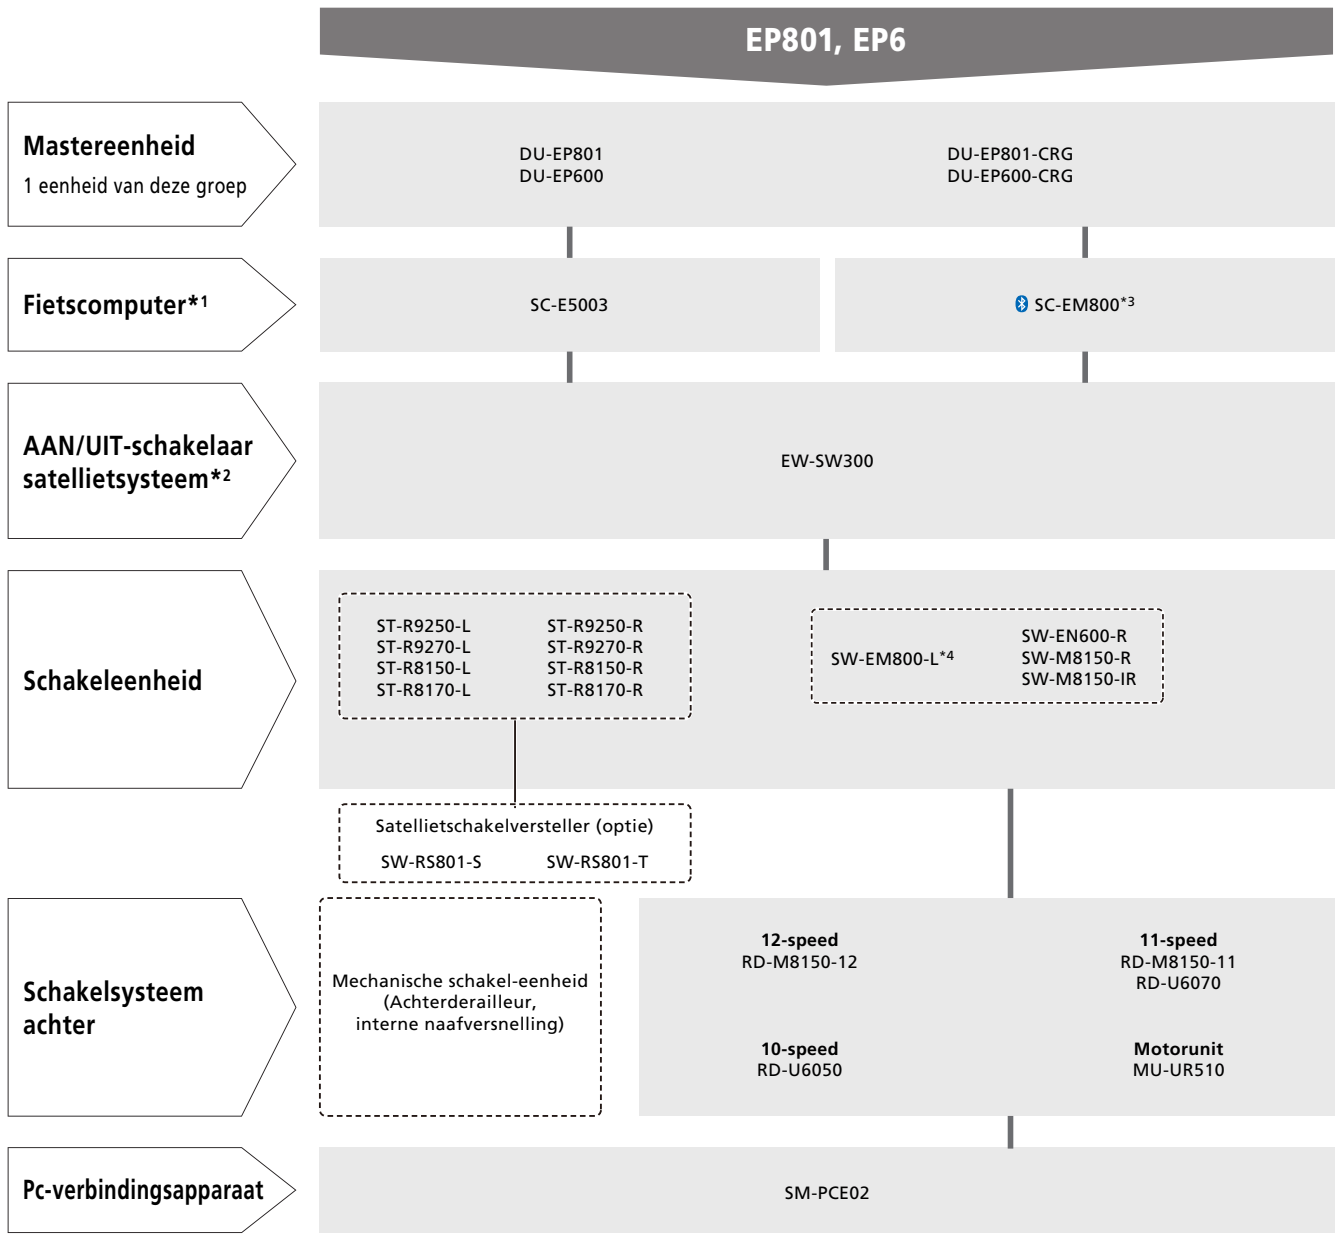 EP801, EP6
Mastereenheid
1 eenheid van deze groep
DU-EP801
DU-EP600
DU-EP801-CRG
DU-EP600-CRG
Fietscomputer*1
SC-E5003
SC-EM800*3
AAN/UIT-schakelaar
satellietsysteem*2
EW-SW300
Schakeleenheid
ST-R9250-L
ST-R9270-L
ST-R8150-L
ST-R8170-L
ST-R9250-R
ST-R9270-R
ST-R8150-R
ST-R8170-R
SW-EM800-L*4
SW-EN600-R
SW-M8150-R
SW-M8150-IR
Satellietschakelversteller (optie)
SW-RS801-S
SW-RS801-T
Schakelsysteem
achter
Mechanische schakel-eenheid
(Achterderailleur,
interne naafversnelling)
12-speed
RD-M8150-12
11-speed
RD-M8150-11
RD-U6070
10-speed
RD-U6050
Motorunit
MU-UR510
Pc-verbindingsapparaat
SM-PCE02